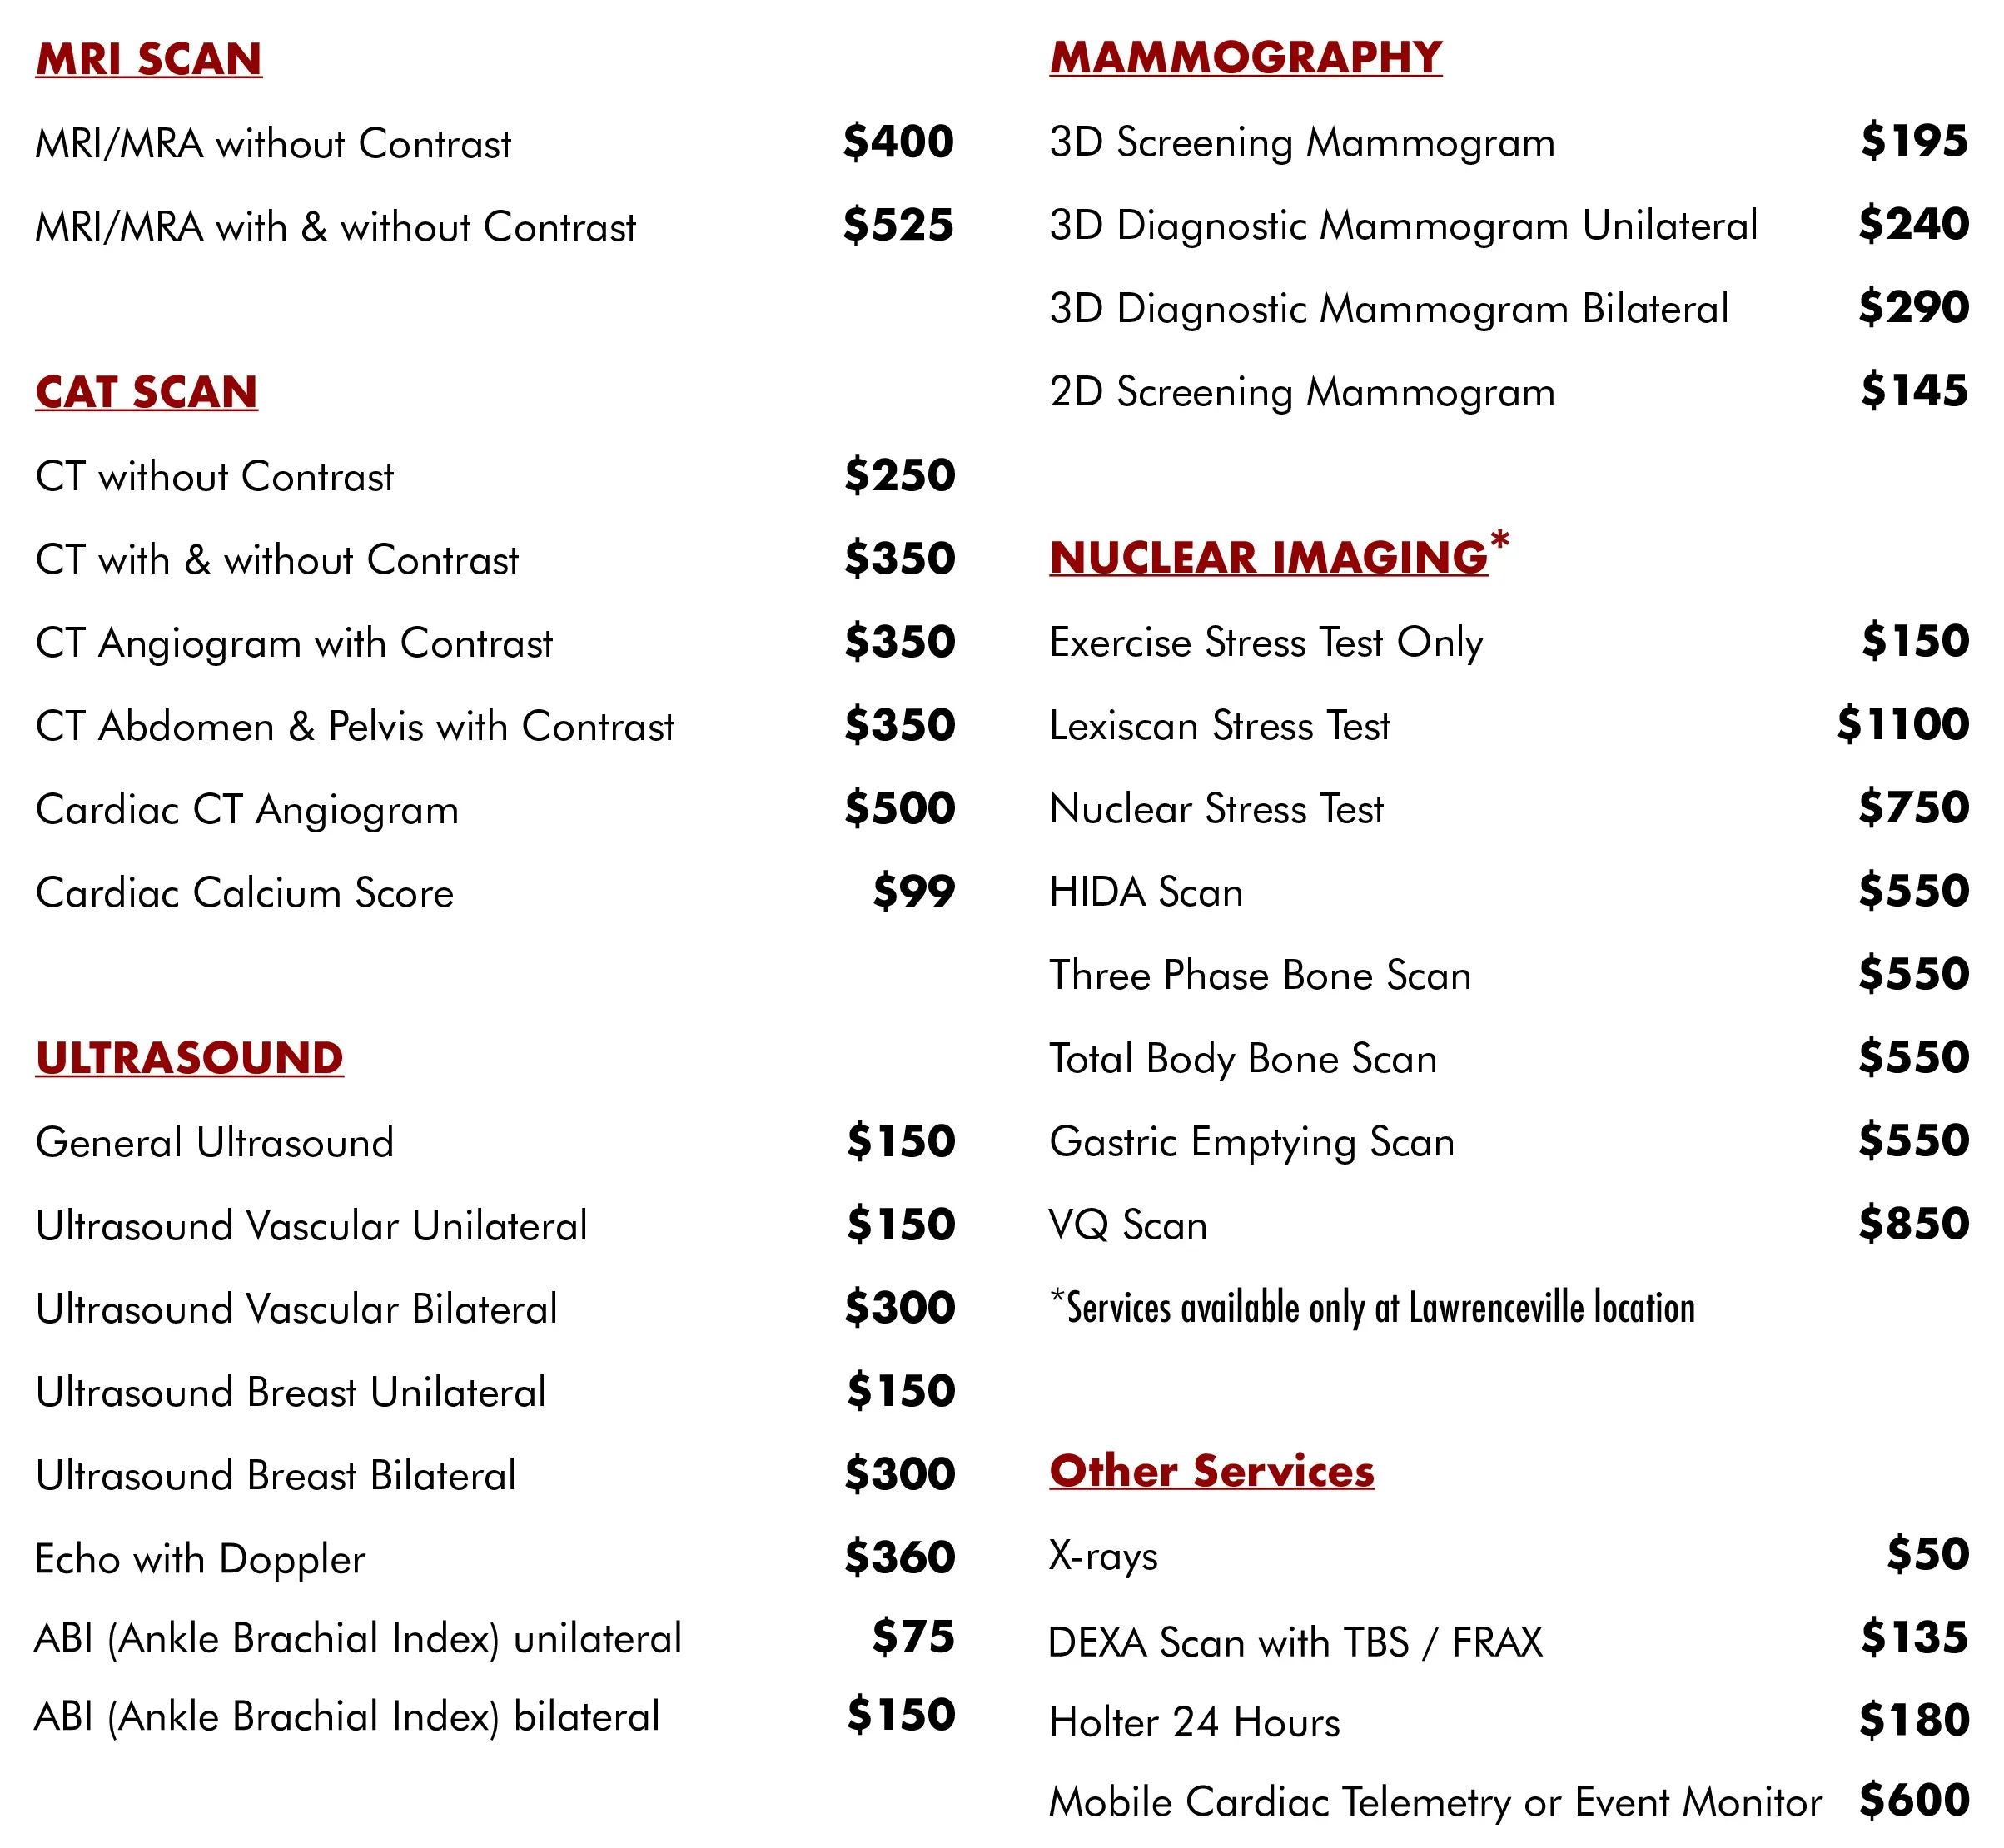 MRI SCAN
MRI/MRA without Contrast $400
MRI/MRA with & without Contrast $525
CAT SCAN
CT without Contrast $250
CT with & without Contrast $350
CT Angiogram with Contrast $350
CT Abdomen & Pelvis with Contrast $350
Cardiac CT Angiogram $500
Cardiac Calcium Score $99
ULTRASOUND
General Ultrasound $150
Ultrasound Vascular Unilateral $150
Ultrasound Vascular Bilateral $300
Ultrasound Breast Unilateral $150
Ultrasound Breast Bilateral $300
Echo with Doppler $360
ABI (Ankle Brachial Index) unilateral $75
ABI (Ankle Brachial Index) bilateral $150
MAMMOGRAPHY
3D Screening Mammogram $195
3D Diagnostic Mammogram Unilateral $240
3D Diagnostic Mammogram Bilateral $290
2D Screening Mammogram $145
NUCLEAR IMAGING*
Exercise Stress Test Only $150
Lexiscan Stress Test $1100
Nuclear Stress Test $750
HIDA Scan $550
Three Phase Bone Scan $550
Total Body Bone Scan $550
Gastric Emptying Scan $550
VQ Scan $850
*Services available only at Lawrenceville location
Other Services
X-rays $50
DEXA Scan with TBS / FRAX $135
Holter 24 Hours $180
Mobile Cardiac Telemetry or Event Monitor $600